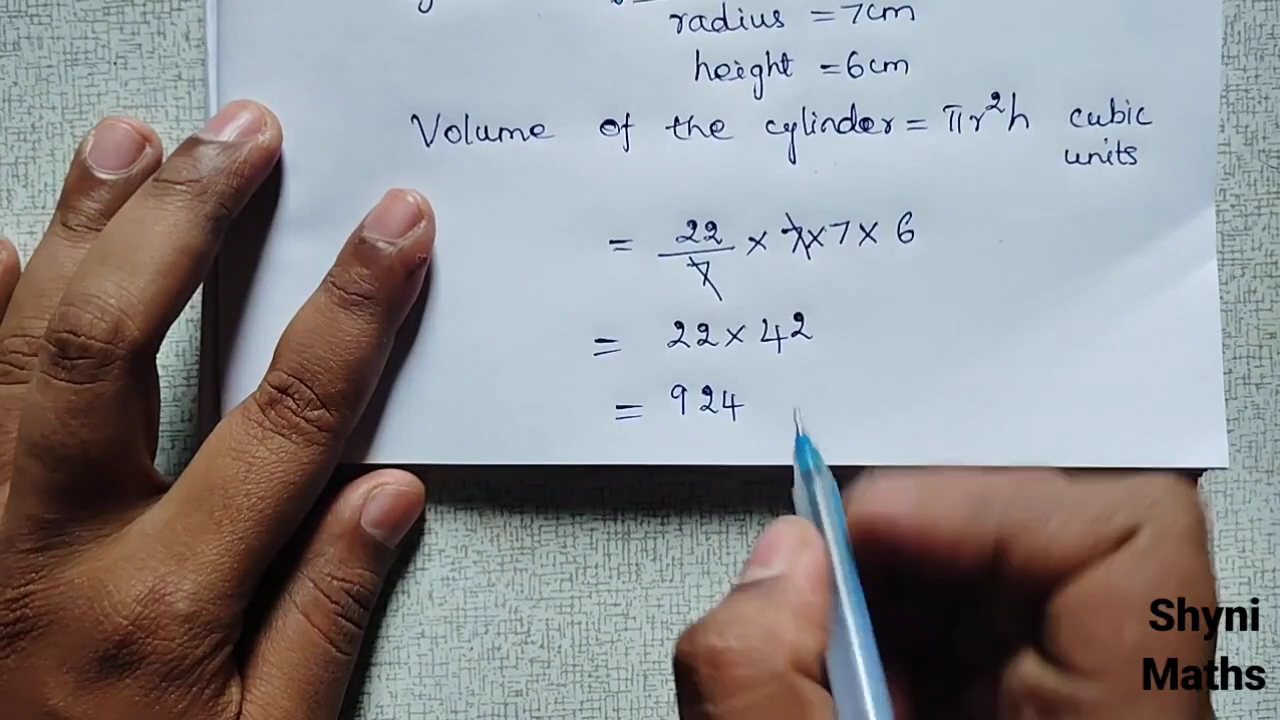 radius = 7cm
height = 6cm
Volume of the cylinder = πr²h cubic units
= 22/7 × 7 × 7 × 6
= 22 × 42
= 924
Shyni
Maths